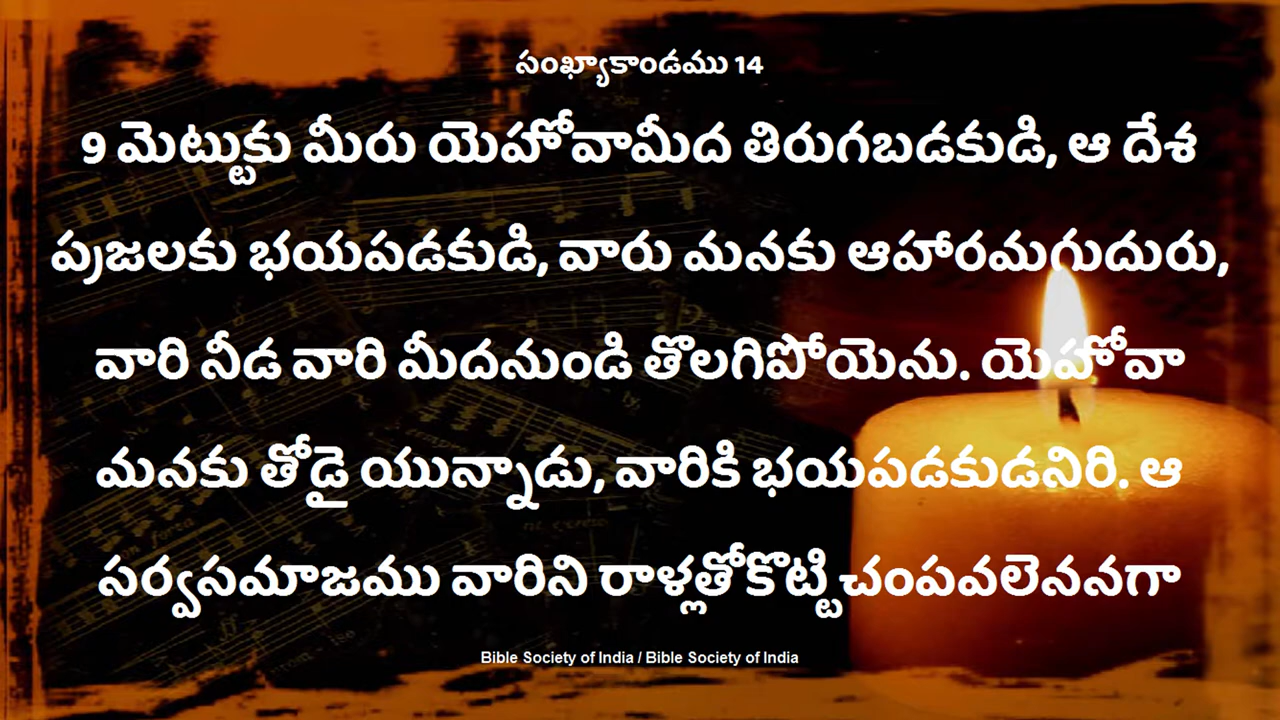 సంఖ్యాకాండము 14
9 మెట్టుకు మీరు యెహోవామీద తిరుగబడకుడి, ఆ దేశ
ప్రజలకు భయపడకుడి, వారు మనకు ఆహారమగుదురు,
వారి నీడ వారి మీదనుండి తొలగిపోయెను. యెహోవా
మనకు తోడై యున్నాడు, వారికి భయపడకుడనిరి. ఆ
సర్వసమాజము వారిని రాళ్లతోకొట్టి చంపవలెననగా
Bible Society of India / Bible Society of India